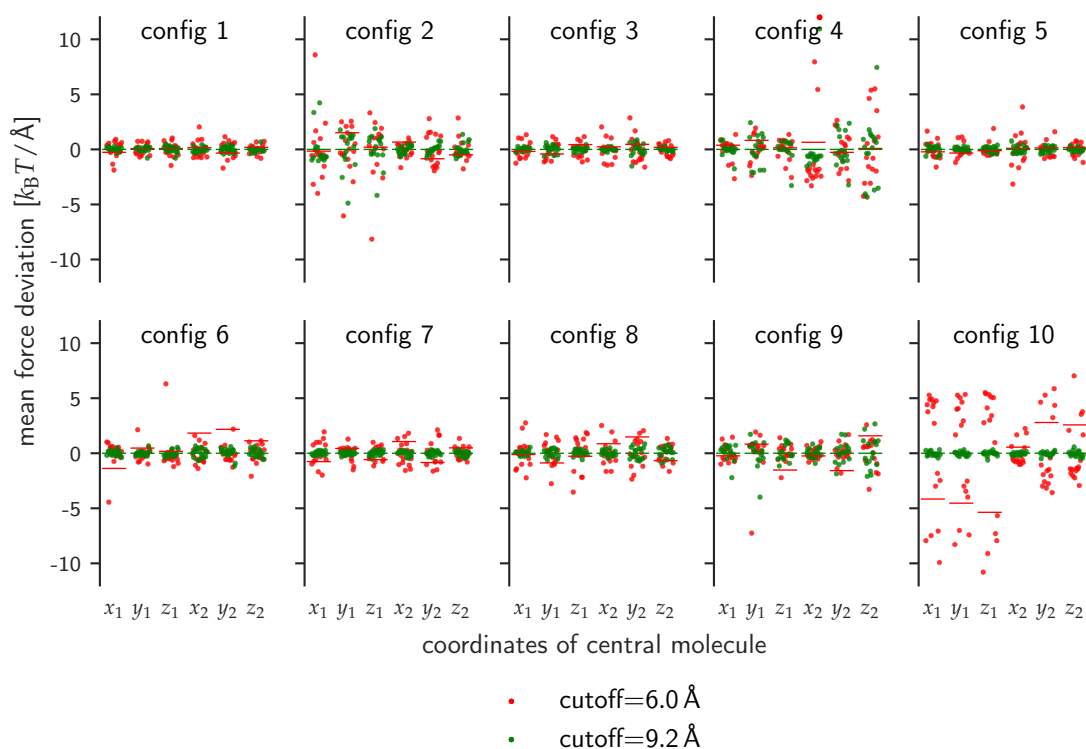 mean force deviation [k_B T / Å]
config 1 config 2 config 3 config 4 config 5
10
5
0
-5
-10
config 6 config 7 config 8 config 9 config 10
10
5
0
-5
-10
x₁ y₁ z₁ x₂ y₂ z₂ x₁ y₁ z₁ x₂ y₂ z₂ x₁ y₁ z₁ x₂ y₂ z₂ x₁ y₁ z₁ x₂ y₂ z₂ x₁ y₁ z₁ x₂ y₂ z₂
coordinates of central molecule
cutoff=6.0 Å
cutoff=9.2 Å